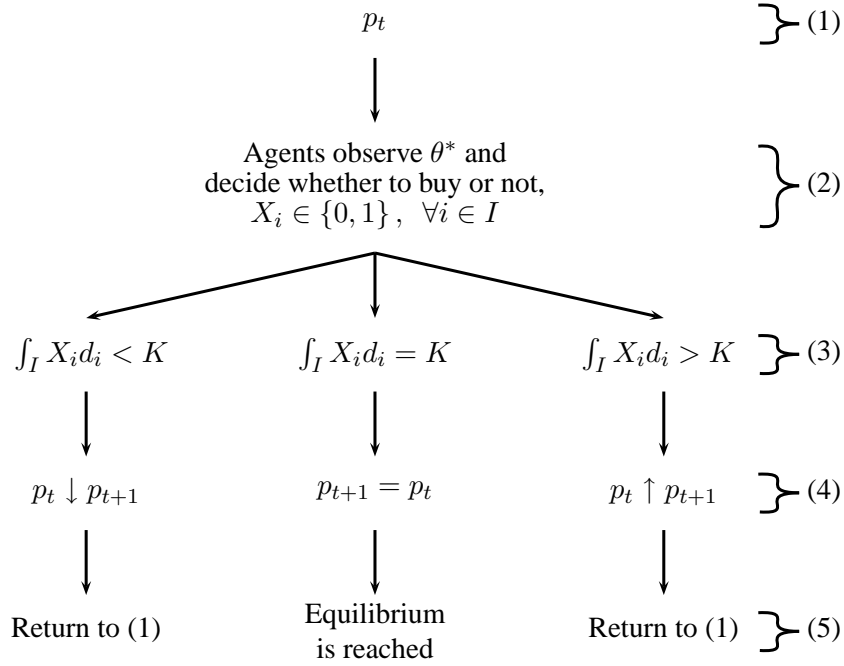 p_t (1)
Agents observe θ* and
decide whether to buy or not, (2)
X_i ∈ {0, 1} , ∀i ∈ I
∫_I X_i d_i < K ∫_I X_i d_i = K ∫_I X_i d_i > K (3)
p_t ↓ p_{t+1} p_{t+1} = p_t p_t ↑ p_{t+1} (4)
Return to (1) Equilibrium is reached Return to (1) (5)